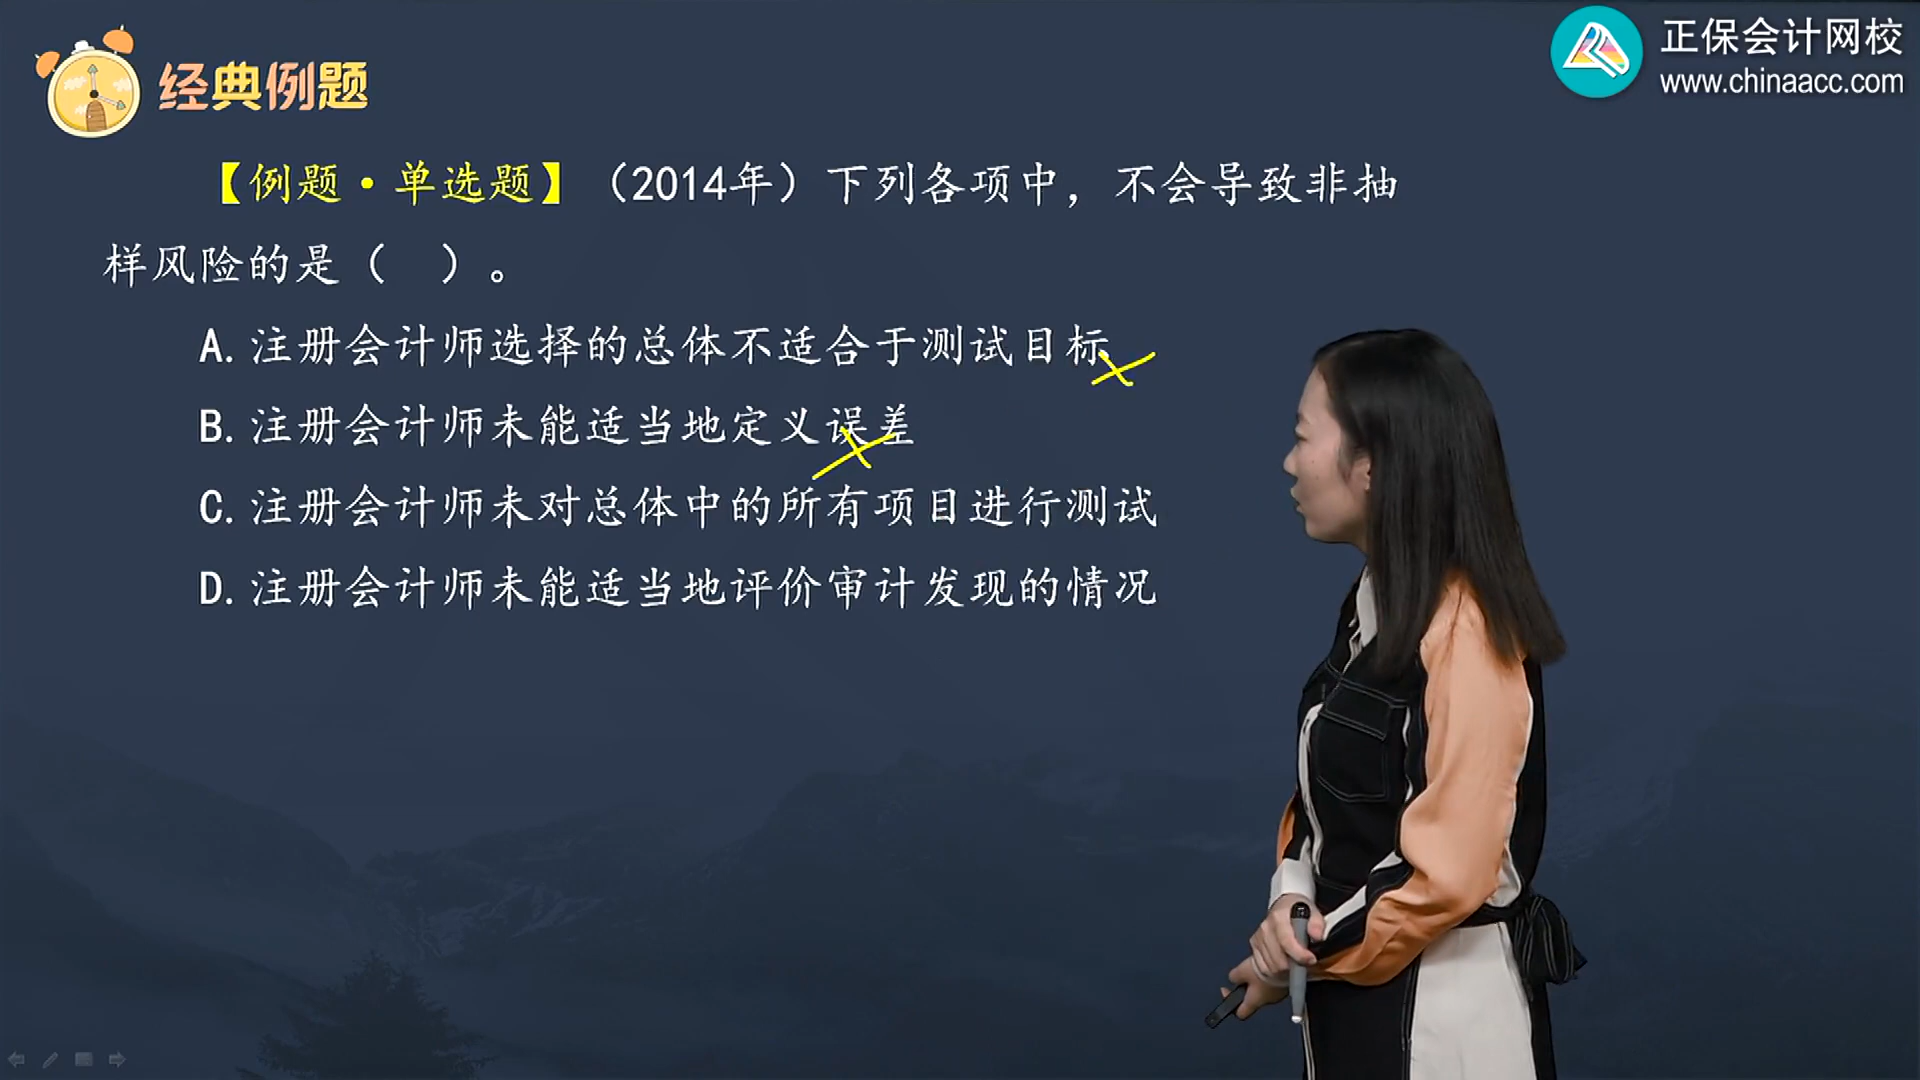 正保会计网校
www.chinaacc.com
经典例题
【例题·单选题】（2014年）下列各项中，不会导致非抽
样风险的是（　）。
A.注册会计师选择的总体不适合于测试目标
B.注册会计师未能适当地定义误差
C.注册会计师未对总体中的所有项目进行测试
D.注册会计师未能适当地评价审计发现的情况